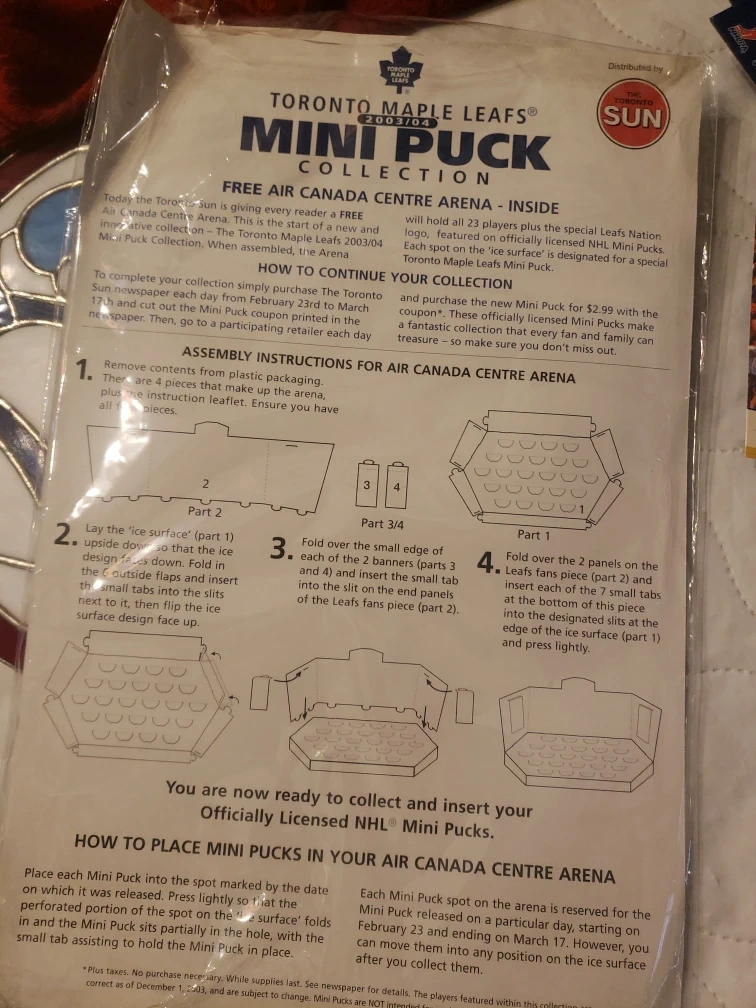 TORONTO
MAPLE
LEAFS
Distributed by
THE
TORONTO
SUN
TORONTO MAPLE LEAFS®
2003/04
MINI PUCK
COLLECTION
FREE AIR CANADA CENTRE ARENA - INSIDE
Today the Toronto Sun is giving every reader a FREE
Air Canada Centre Arena. This is the start of a new and
innovative collection – The Toronto Maple Leafs 2003/04
Mini Puck Collection. When assembled, the Arena
will hold all 23 players plus the special Leafs Nation
logo, featured on officially licensed NHL Mini Pucks.
Each spot on the 'ice surface' is designated for a special
Toronto Maple Leafs Mini Puck.
HOW TO CONTINUE YOUR COLLECTION
To complete your collection simply purchase The Toronto
Sun newspaper each day from February 23rd to March
17th and cut out the Mini Puck coupon printed in the
newspaper. Then, go to a participating retailer each day
and purchase the new Mini Puck for $2.99 with the
coupon*. These officially licensed Mini Pucks make
a fantastic collection that every fan and family can
treasure – so make sure you don't miss out.
ASSEMBLY INSTRUCTIONS FOR AIR CANADA CENTRE ARENA
1. Remove contents from plastic packaging.
There are 4 pieces that make up the arena,
plus the instruction leaflet. Ensure you have
all pieces.
2
Part 2
3 4
Part 3/4
1
Part 1
2. Lay the 'ice surface' (part 1)
upside down so that the ice
design faces down. Fold in
the 6 outside flaps and insert
the small tabs into the slits
next to it, then flip the ice
surface design face up.
3. Fold over the small edge of
each of the 2 banners (parts 3
and 4) and insert the small tab
into the slit on the end panels
of the Leafs fans piece (part 2).
4. Fold over the 2 panels on the
Leafs fans piece (part 2) and
insert each of the 7 small tabs
at the bottom of this piece
into the designated slits at the
edge of the ice surface (part 1)
and press lightly.
You are now ready to collect and insert your
Officially Licensed NHL® Mini Pucks.
HOW TO PLACE MINI PUCKS IN YOUR AIR CANADA CENTRE ARENA
Place each Mini Puck into the spot marked by the date
on which it was released. Press lightly so that the
perforated portion of the spot on the 'ice surface' folds
in and the Mini Puck sits partially in the hole, with the
small tab assisting to hold the Mini Puck in place.
Each Mini Puck spot on the arena is reserved for the
Mini Puck released on a particular day, starting on
February 23 and ending on March 17. However, you
can move them into any position on the ice surface
after you collect them.
*Plus taxes. No purchase necessary. While supplies last. See newspaper for details. The players featured within this collection
correct as of December 1, 2003, and are subject to change. Mini Pucks are NOT intended